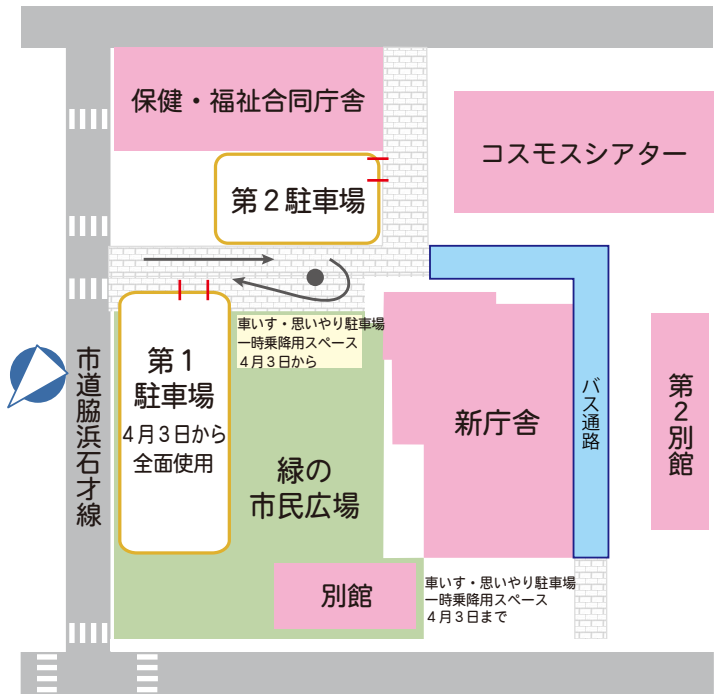 保健・福祉合同庁舎
コスモスシアター
第２駐車場
車いす・思いやり駐車場
一時乗降用スペース
４月３日から
第１
駐車場
４月３日から
全面使用
市道脇浜石才線
緑の
市民広場
新庁舎
バス通路
第２別館
別館
車いす・思いやり駐車場
一時乗降用スペース
４月３日まで